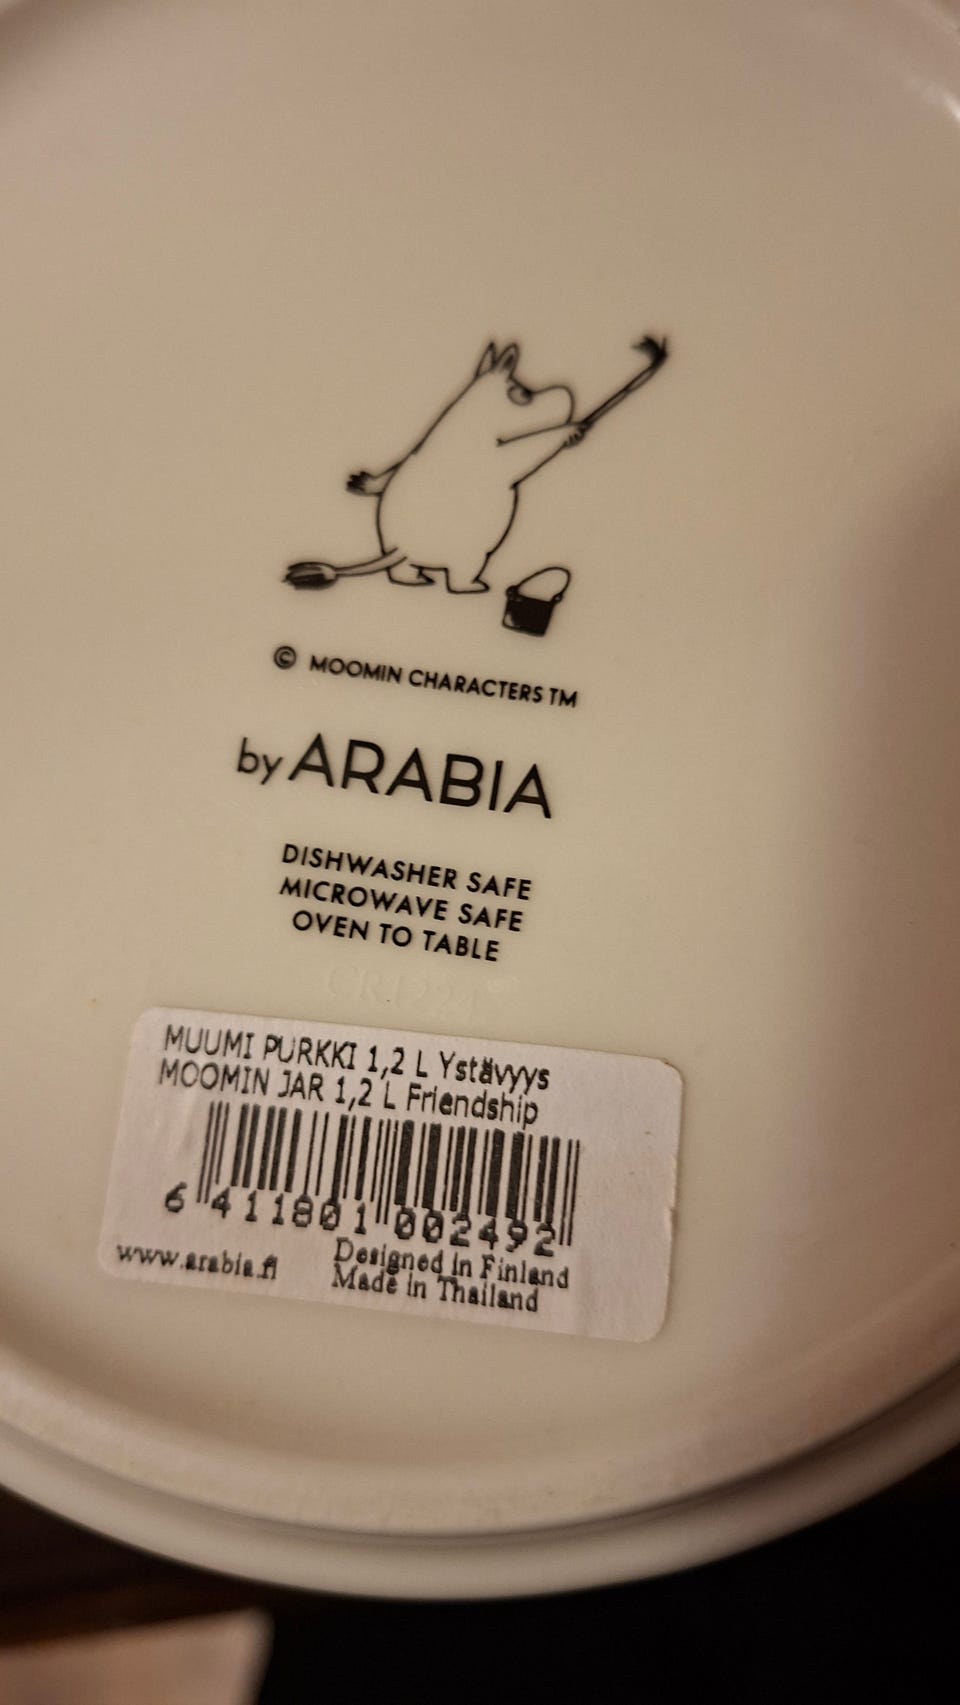 © MOOMIN CHARACTERS TM
by ARABIA
DISHWASHER SAFE
MICROWAVE SAFE
OVEN TO TABLE
MUUMI PURKKI 1,2 L Ystävyys
MOOMIN JAR 1,2 L Friendship
6 411801 002492
www.arabia.fi
Designed in Finland
Made in Thailand